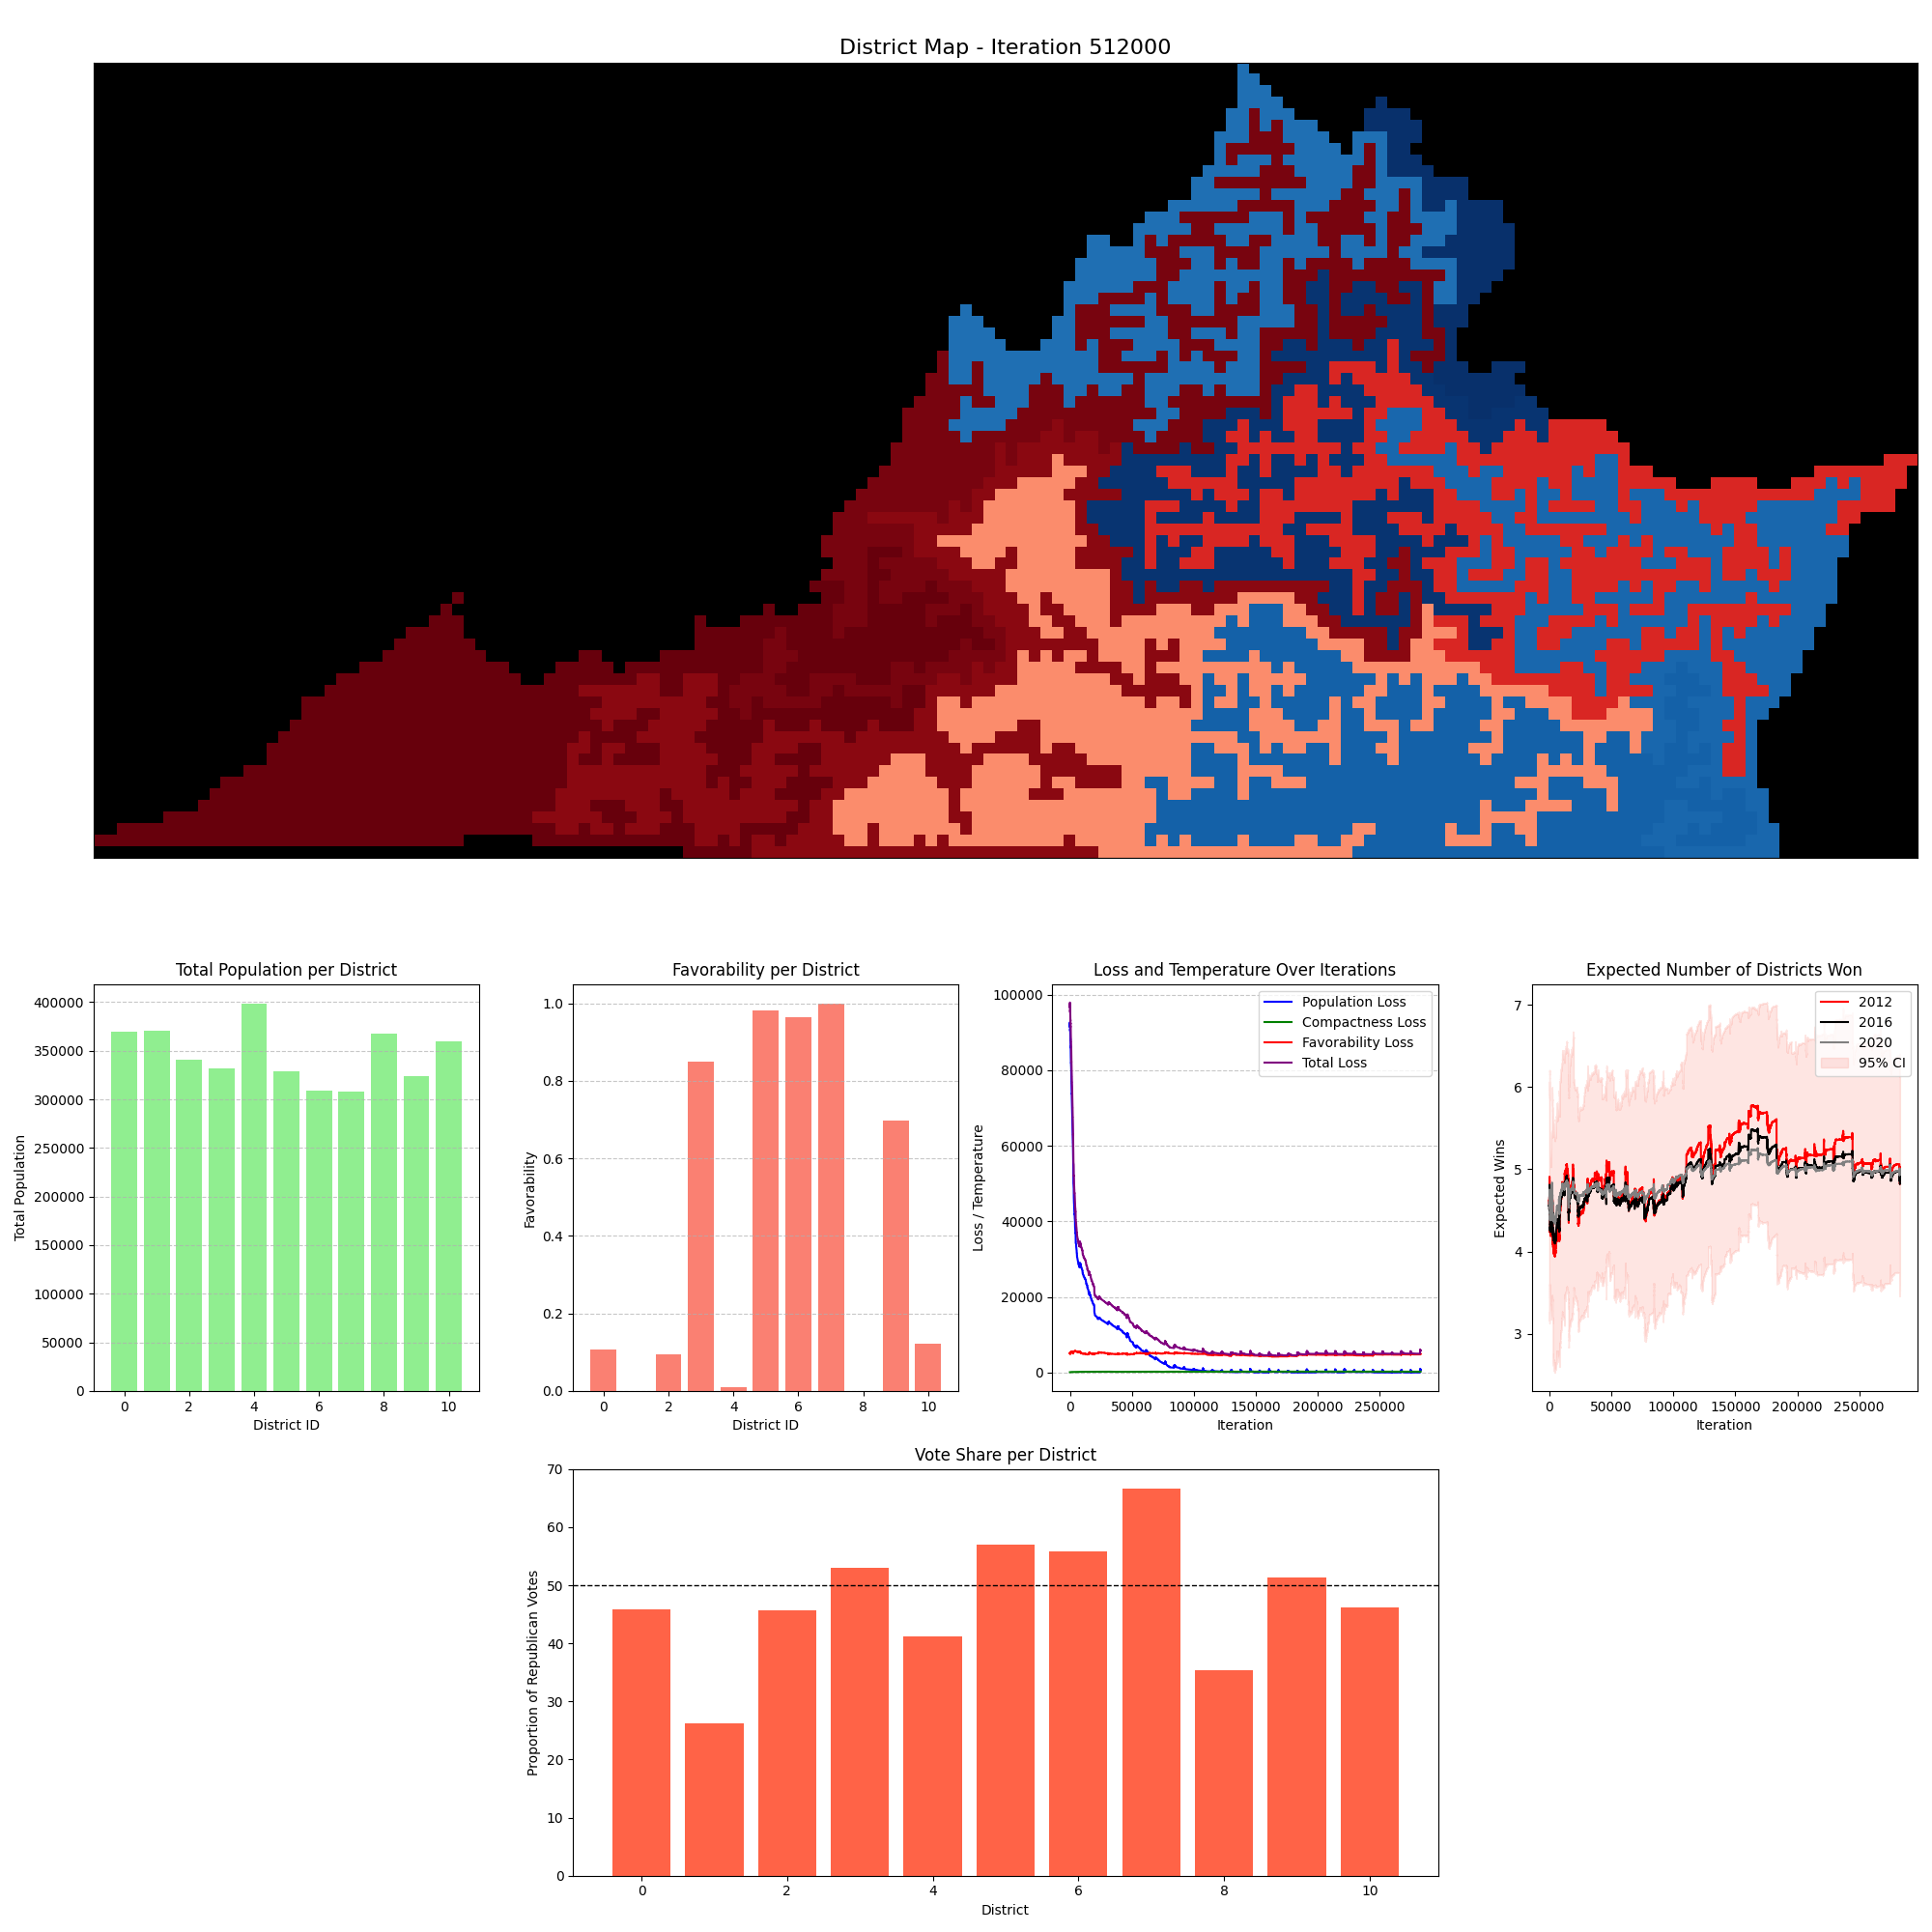 District Map - Iteration 512000
Total Population per District
Total Population
400000
350000
300000
250000
200000
150000
100000
50000
0
0 2 4 6 8 10
District ID
Favorability per District
Favorability
1.0
0.8
0.6
0.4
0.2
0.0
0 2 4 6 8 10
District ID
Loss and Temperature Over Iterations
Loss / Temperature
100000
80000
60000
40000
20000
0
Population Loss
Compactness Loss
Favorability Loss
Total Loss
0 50000 100000 150000 200000 250000
Iteration
Expected Number of Districts Won
Expected Wins
7
6
5
4
3
2012
2016
2020
95% CI
0 50000 100000 150000 200000 250000
Iteration
Vote Share per District
Proportion of Republican Votes
70
60
50
40
30
20
10
0
0 2 4 6 8 10
District